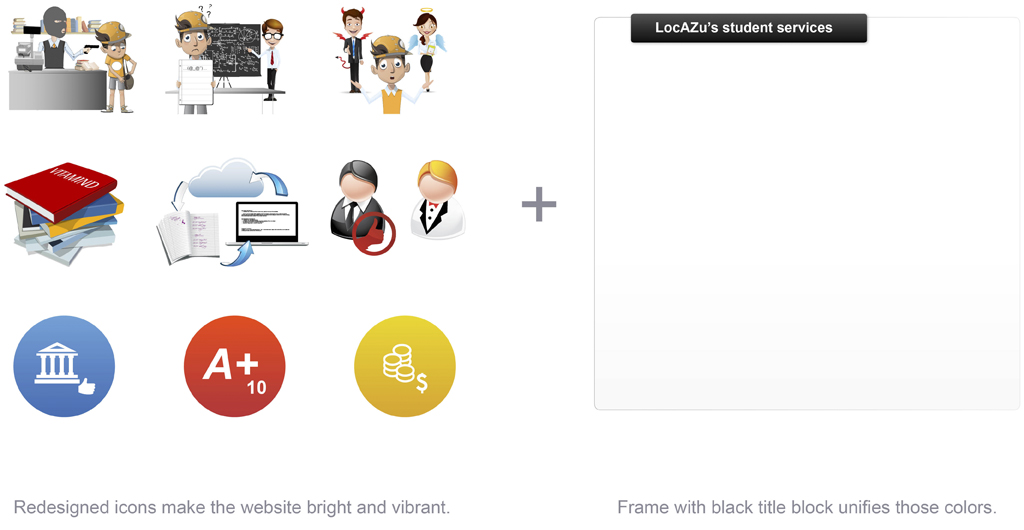 LocAZu's student services
VITAMIND
A+
10
$
Redesigned icons make the website bright and vibrant.
Frame with black title block unifies those colors.